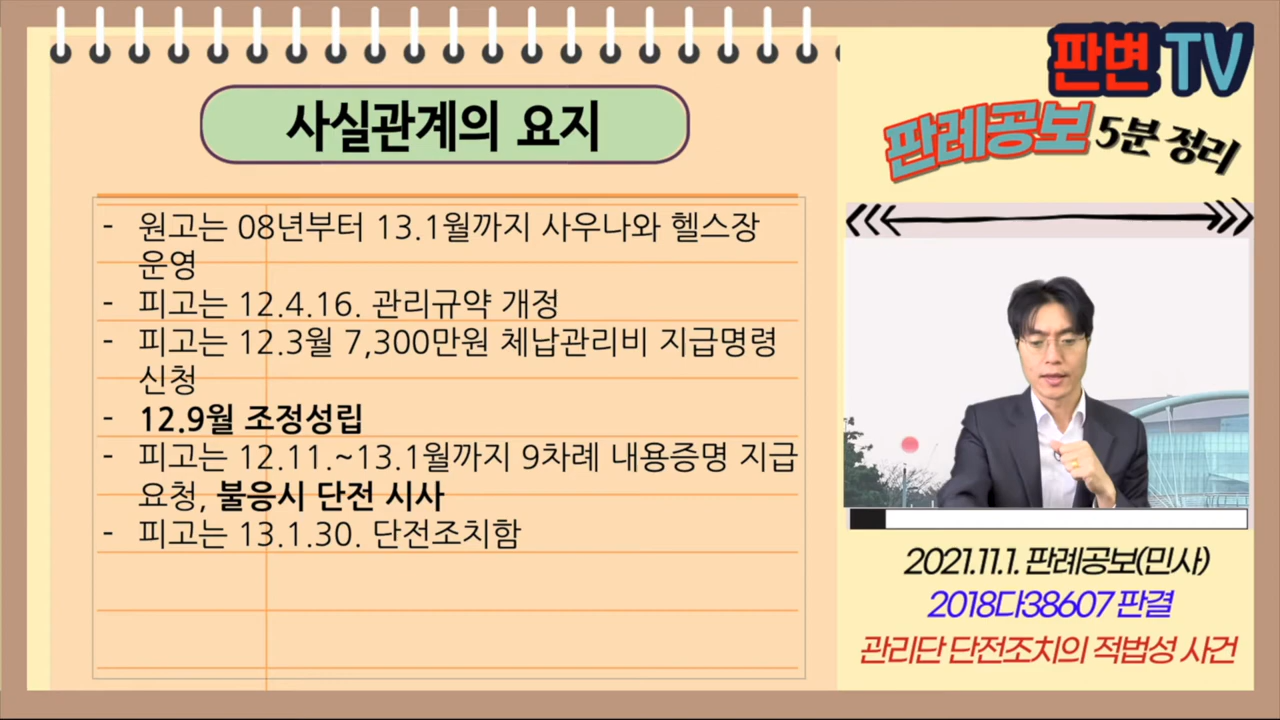 사실관계의 요지
- 원고는 08년부터 13.1월까지 사우나와 헬스장
운영
- 피고는 12.4.16. 관리규약 개정
- 피고는 12.3월 7,300만원 체납관리비 지급명령
신청
- 12.9월 조정성립
- 피고는 12.11.~13.1월까지 9차례 내용증명 지급
요청, 불응시 단전 시사
- 피고는 13.1.30. 단전조치함
판변 TV
판례공보 5분 정리
2021.11.1. 판례공보(민사)
2018다38607 판결
관리단 단전조치의 적법성 사건